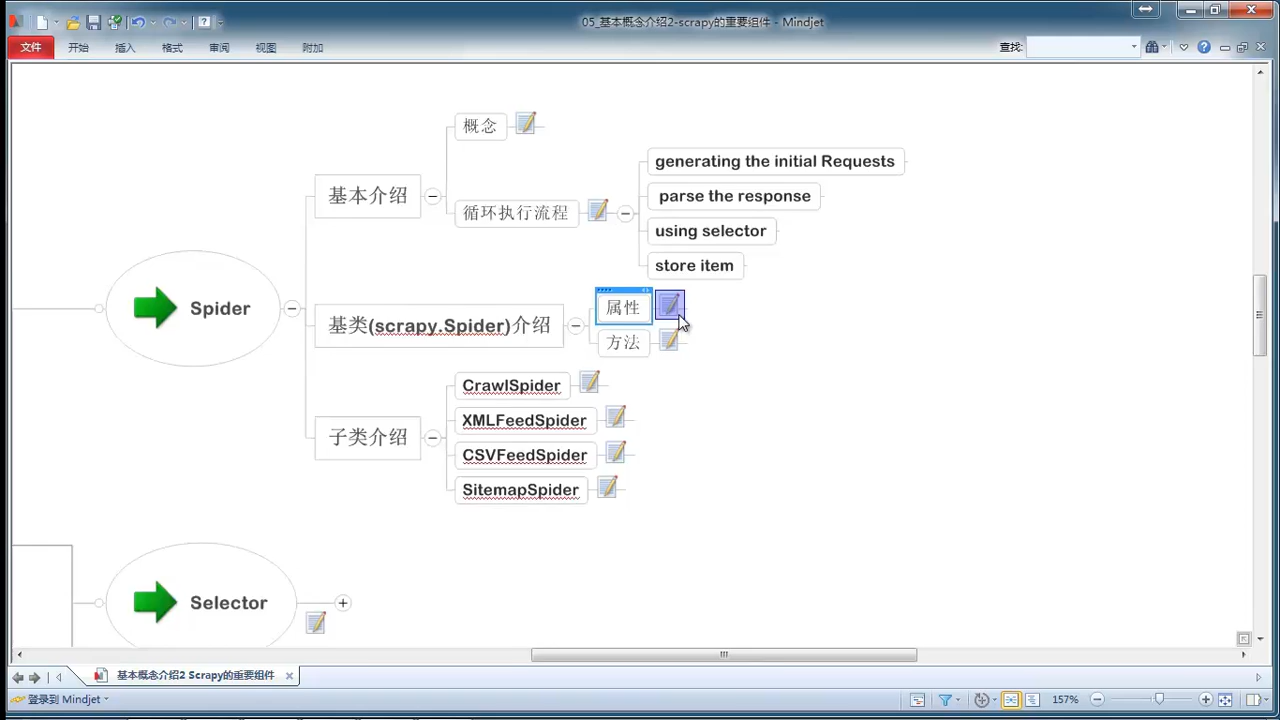 05_基本概念介绍2-scrapy的重要组件 - Mindjet
文件 开始 插入 格式 审阅 视图 附加 查找:
概念
generating the initial Requests
基本介绍
parse the response
循环执行流程
using selector
store item
Spider
属性
基类(scrapy.Spider)介绍
方法
CrawlSpider
XMLFeedSpider
子类介绍
CSVFeedSpider
SitemapSpider
Selector
基本概念介绍2 Scrapy的重要组件
登录到 Mindjet 157%